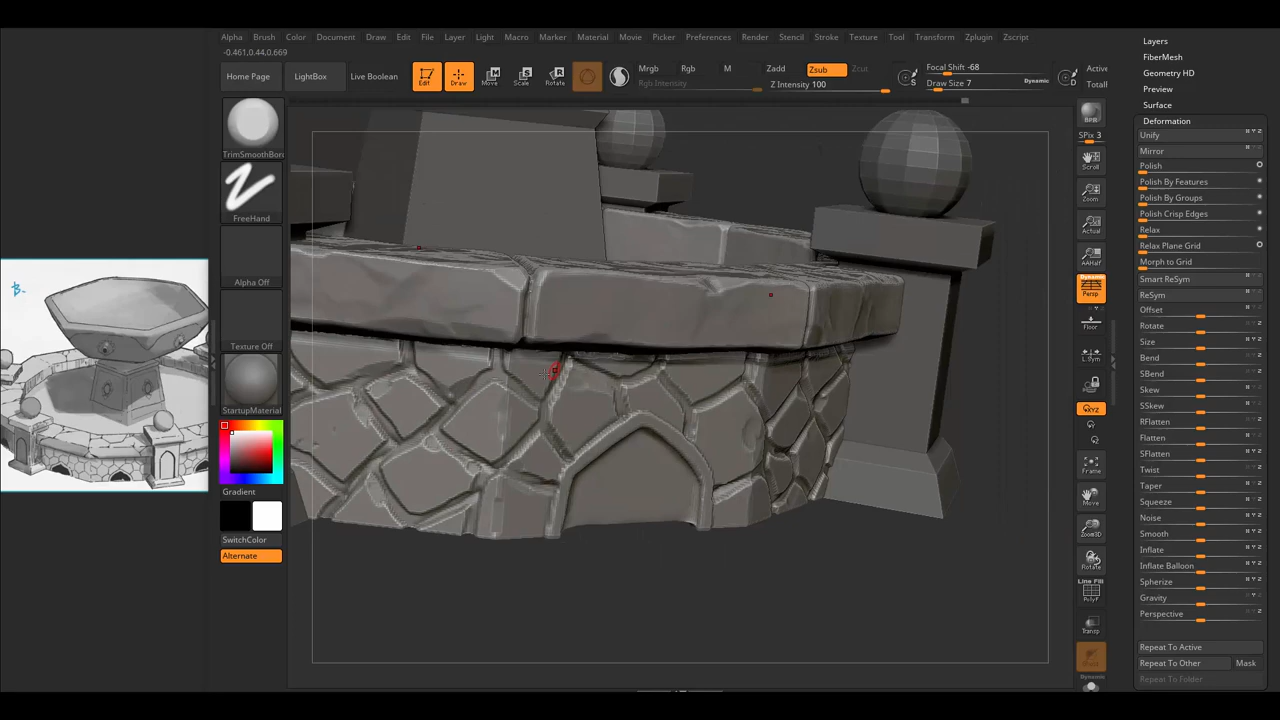 Alpha Brush Color Document Draw Edit File Layer Light Macro Marker Material Movie Picker Preferences Render Stencil Stroke Texture Tool Transform Zplugin Zscript
-0.461,0.44,0.669
Home Page LightBox Live Boolean Edit Draw Move Scale Rotate
Mrgb Rgb M Zadd Zsub Zcut
Rgb Intensity Z Intensity 100
Focal Shift -68
Draw Size 7 Dynamic
Active
Totall
S
D
TrimSmoothBord
FreeHand
Alpha Off
Texture Off
StartupMaterial
Gradient
SwitchColor
Alternate
B.
BPR
SPix 3
Scroll
Zoom
Actual
AAHalf
Dynamic
Persp
Floor
L.Sym
XYZ
Frame
Move
Zoom3D
Rotate
Line Fill
PolyF
Transp
Dynamic
Layers
FiberMesh
Geometry HD
Preview
Surface
Deformation
Unify
Mirror
Polish
Polish By Features
Polish By Groups
Polish Crisp Edges
Relax
Relax Plane Grid
Morph to Grid
Smart ReSym
ReSym
Offset
Rotate
Size
Bend
SBend
Skew
SSkew
RFlatten
Flatten
SFlatten
Twist
Taper
Squeeze
Noise
Smooth
Inflate
Inflate Balloon
Spherize
Gravity
Perspective
Repeat To Active
Repeat To Other Mask
Repeat To Folder